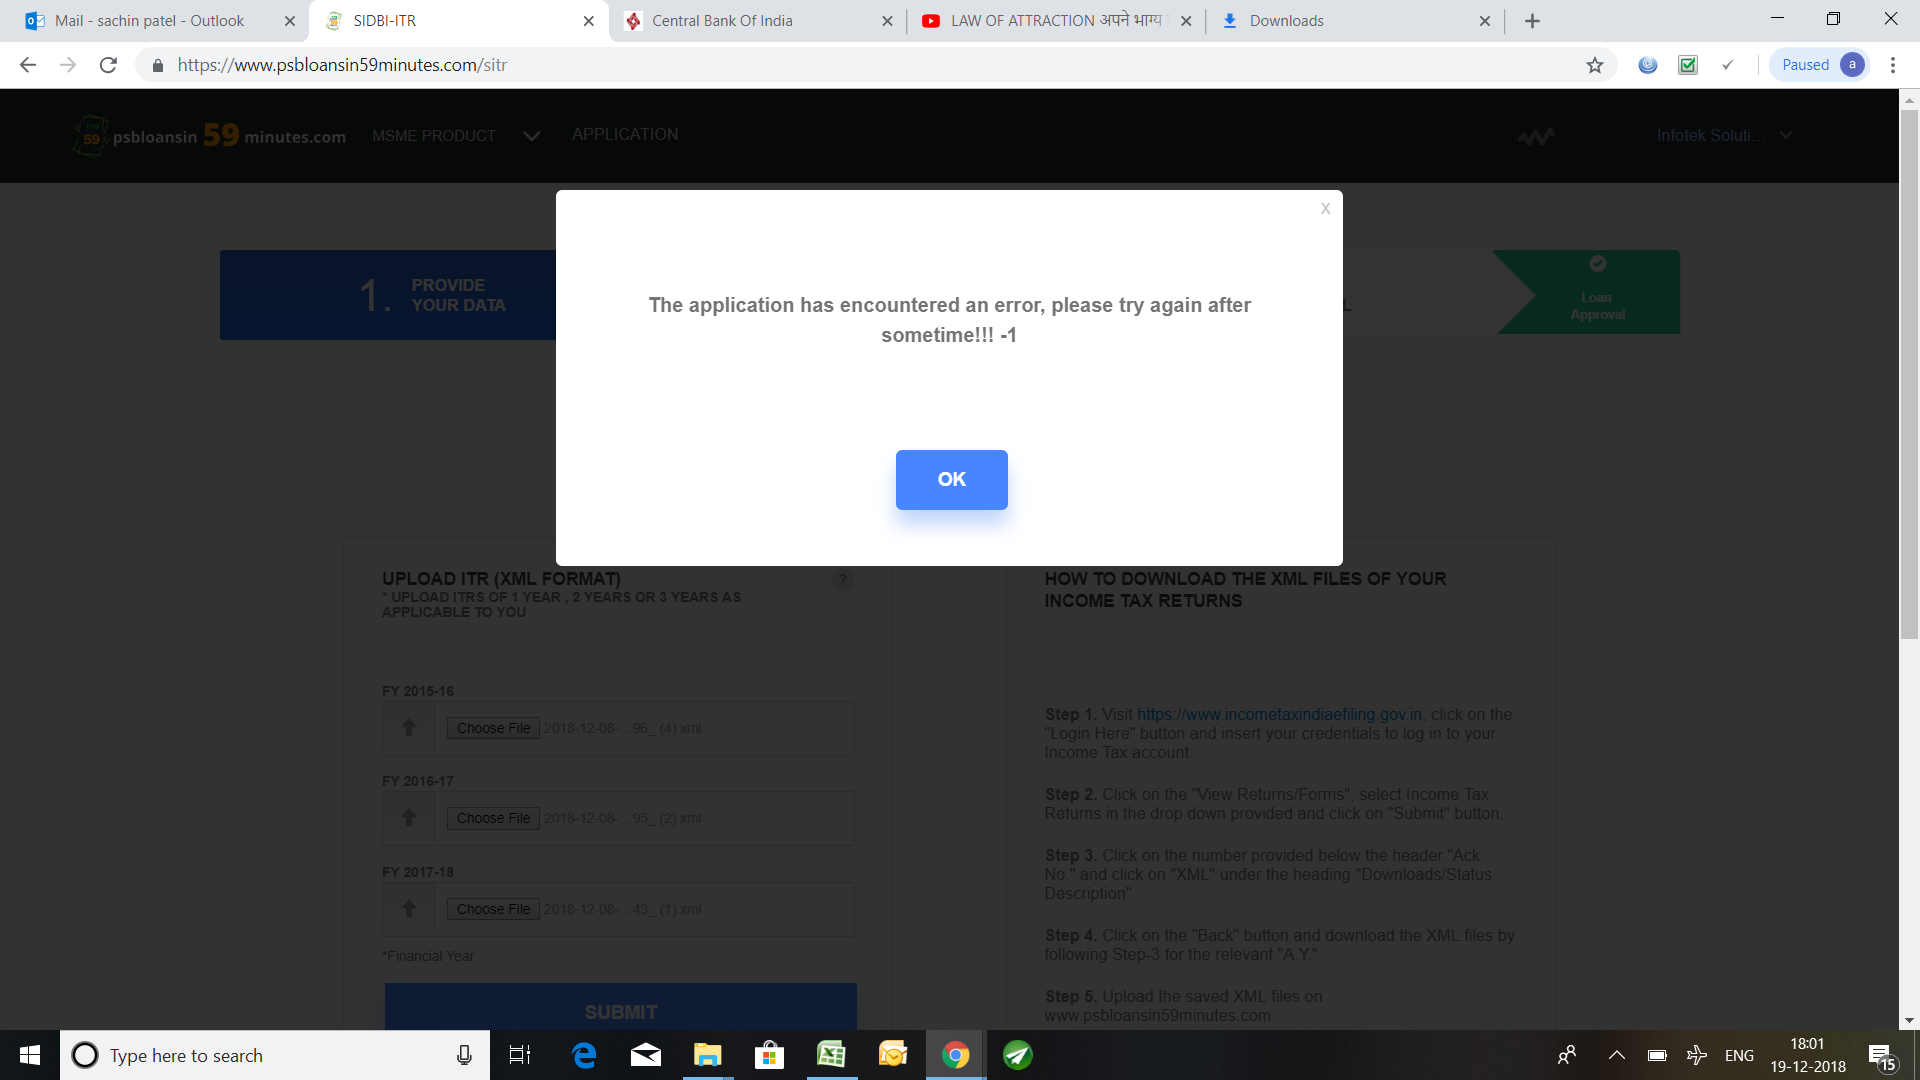 Mail - sachin patel - Outlook
SIDBI-ITR
Central Bank Of India
LAW OF ATTRACTION अपने भाग्य
Downloads
https://www.psbloansin59minutes.com/sitr
Paused a
59 psbloansin 59 minutes.com MSME PRODUCT APPLICATION
Infotek Soluti...
x
1. PROVIDE
YOUR DATA
L
Loan
Approval
The application has encountered an error, please try again after
sometime!!! -1
OK
UPLOAD ITR (XML FORMAT) ?
* UPLOAD ITRS OF 1 YEAR , 2 YEARS OR 3 YEARS AS
APPLICABLE TO YOU
FY 2015-16
Choose File 2018-12-08-...96_ (4).xml
FY 2016-17
Choose File 2018-12-08-...95_ (2).xml
FY 2017-18
Choose File 2018-12-08-...43_ (1).xml
*Financial Year
SUBMIT
HOW TO DOWNLOAD THE XML FILES OF YOUR
INCOME TAX RETURNS
Step 1. Visit https://www.incometaxindiaefiling.gov.in, click on the
"Login Here" button and insert your credentials to log in to your
Income Tax account.
Step 2. Click on the "View Returns/Forms", select Income Tax
Returns in the drop down provided and click on "Submit" button.
Step 3. Click on the number provided below the header "Ack.
No." and click on "XML" under the heading "Downloads/Status
Description".
Step 4. Click on the "Back" button and download the XML files by
following Step-3 for the relevant "A.Y.".
Step 5. Upload the saved XML files on
www.psbloansin59minutes.com.
Type here to search
ENG
18:01
19-12-2018
15